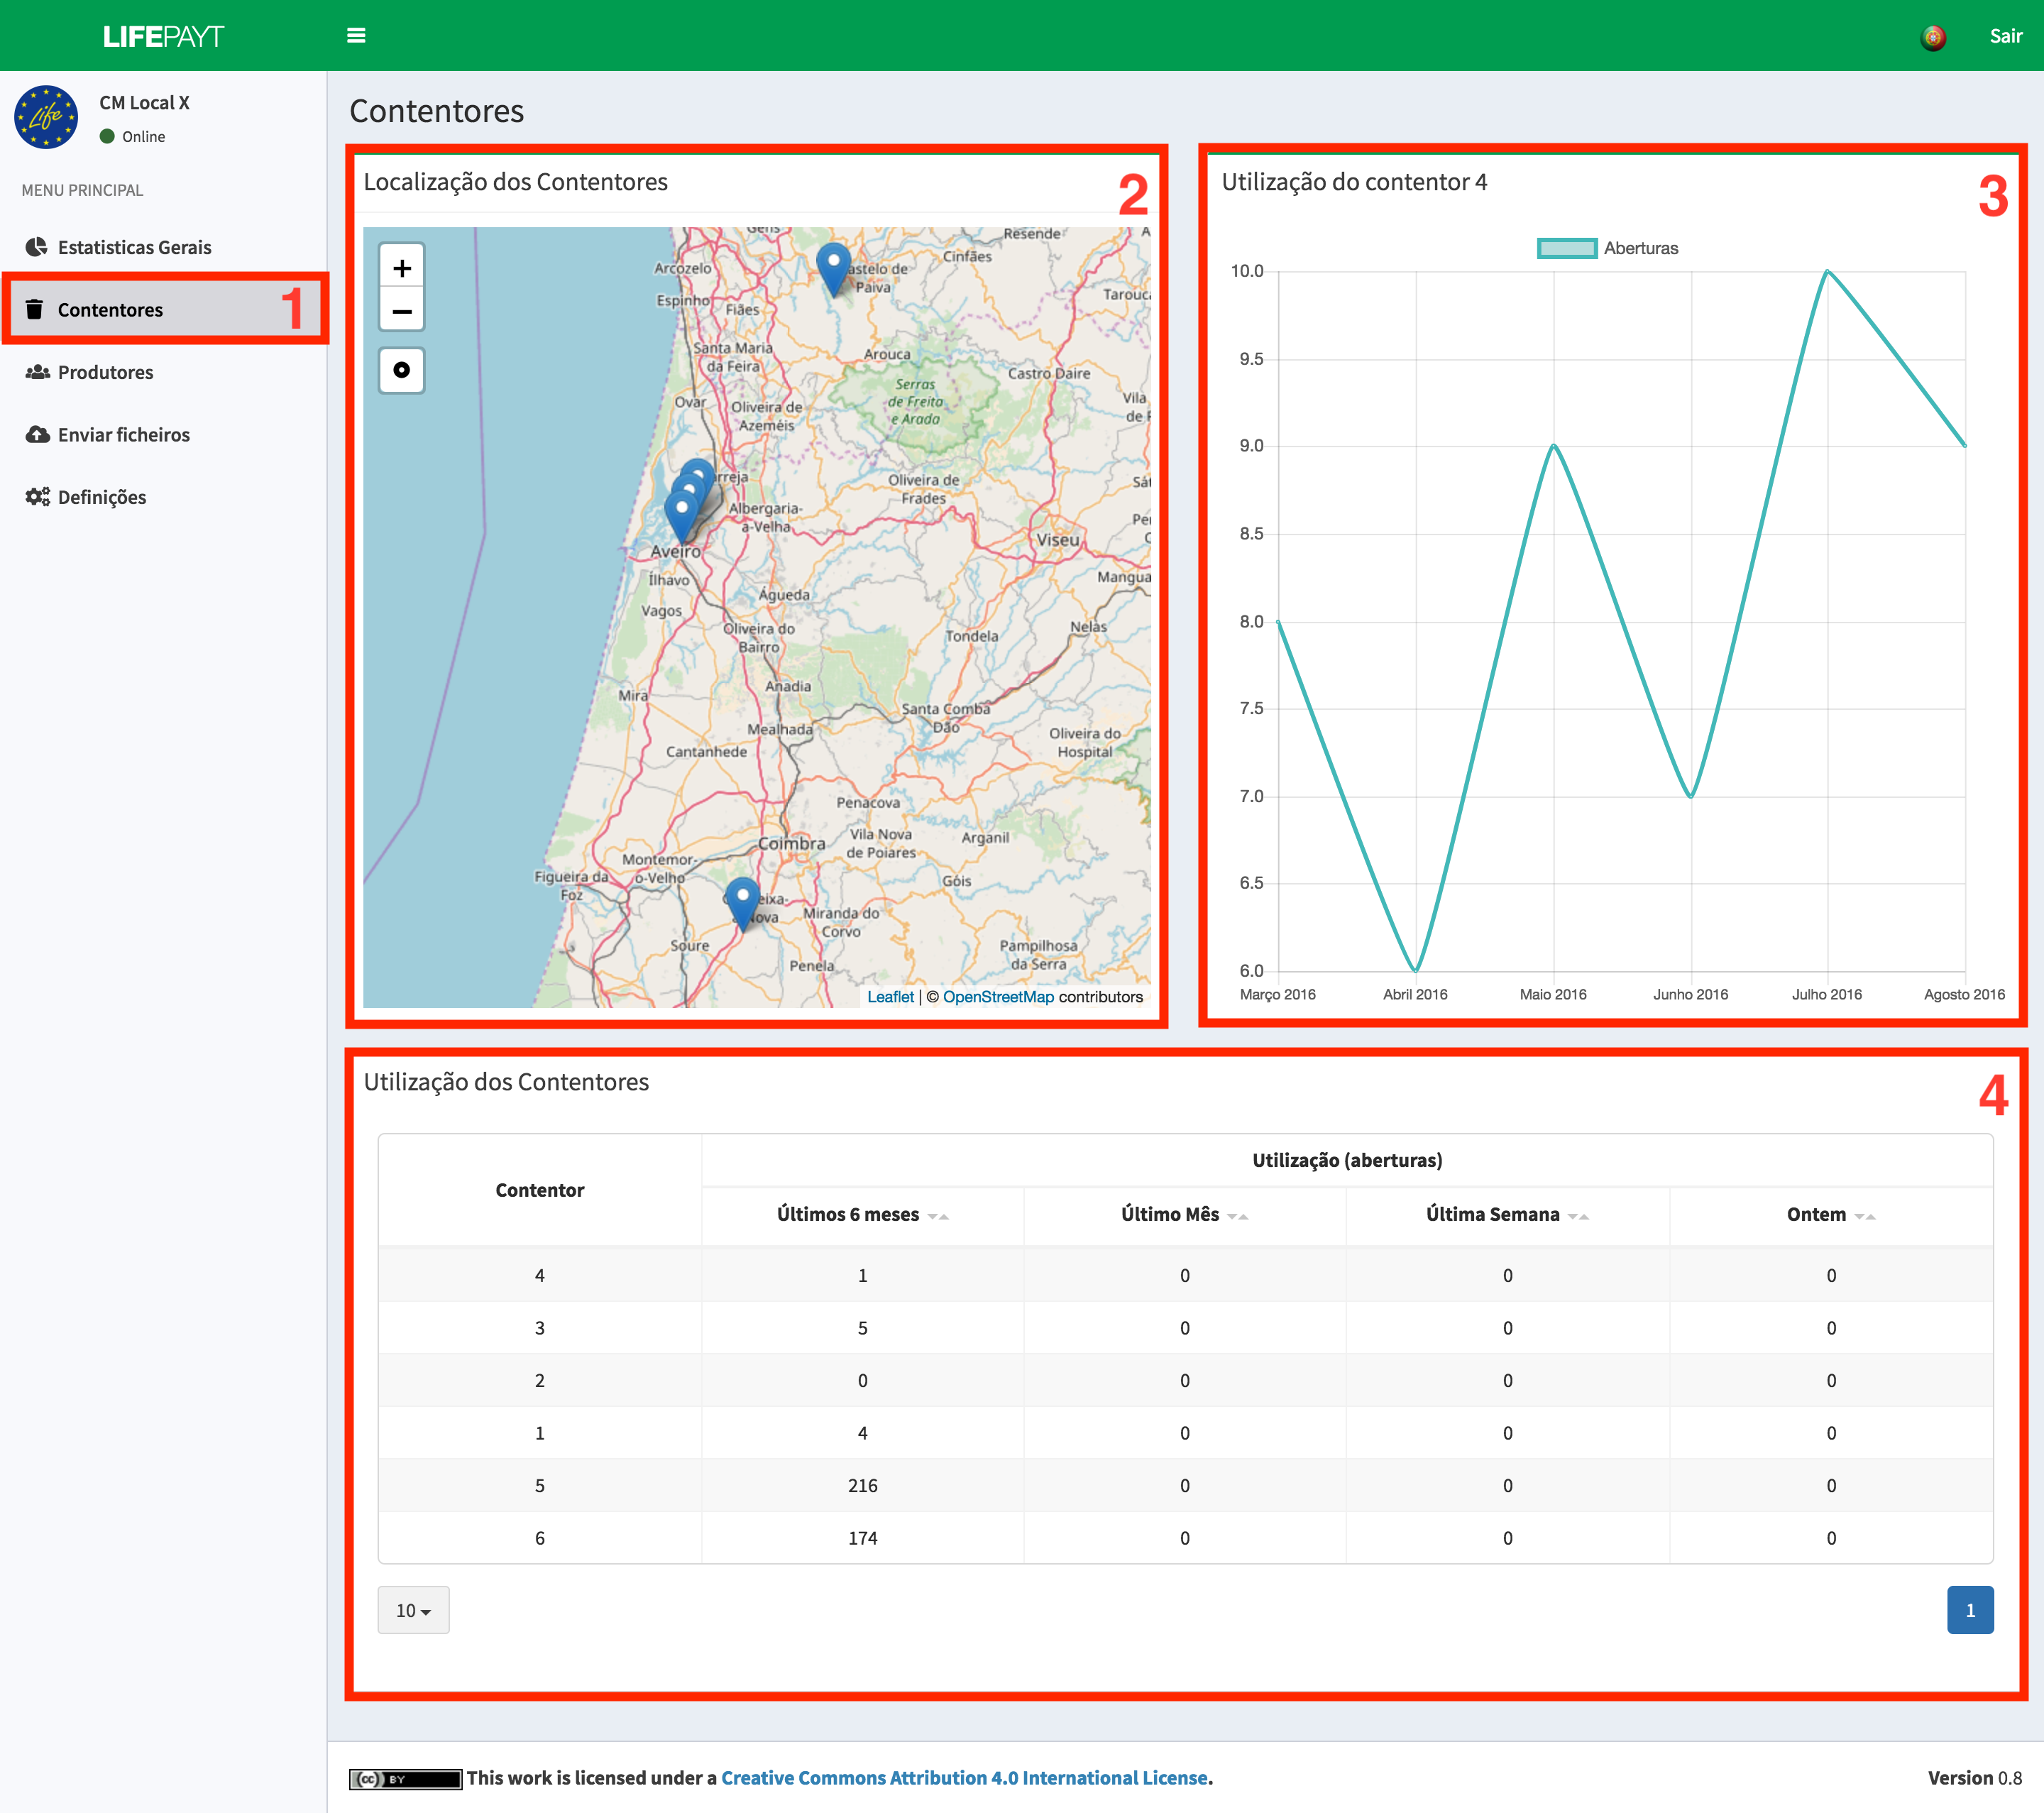 LIFEPAYT
Sair
Life
CM Local X
Online
MENU PRINCIPAL
Estatisticas Gerais
Contentores
1
Produtores
Enviar ficheiros
Definições
Contentores
Localização dos Contentores
2
+
−
Resende
Cinfães
Arcozelo
Castelo de
Paiva
Espinho
Fiães
Santa Maria
da Feira
Arouca
Castro Daire
Serras
de Freita
e Arada
Ovar
Oliveira de
Azeméis
Oliveira de
Frades
Albergaria-
a-Velha
Viseu
Aveiro
Ílhavo
Águeda
Vagos
Nelas
Oliveira do
Bairro
Tondela
Anadia
Mira
Santa Comba
Dão
Mealhada
Oliveira do
Hospital
Cantanhede
Penacova
Vila Nova
de Poiares
Arganil
Coimbra
Montemor-
o-Velho
Figueira da
Foz
Góis
Miranda do
Corvo
Soure
Pampilhosa
da Serra
Penela
Leaflet | © OpenStreetMap contributors
Utilização do contentor 4
3
Aberturas
10.0
9.5
9.0
8.5
8.0
7.5
7.0
6.5
6.0
Março 2016 Abril 2016 Maio 2016 Junho 2016 Julho 2016 Agosto 2016
Utilização dos Contentores
4
Contentor
Utilização (aberturas)
Últimos 6 meses Último Mês Última Semana Ontem
4 1 0 0 0
3 5 0 0 0
2 0 0 0 0
1 4 0 0 0
5 216 0 0 0
6 174 0 0 0
10
1
cc BY This work is licensed under a Creative Commons Attribution 4.0 International License.
Version 0.8